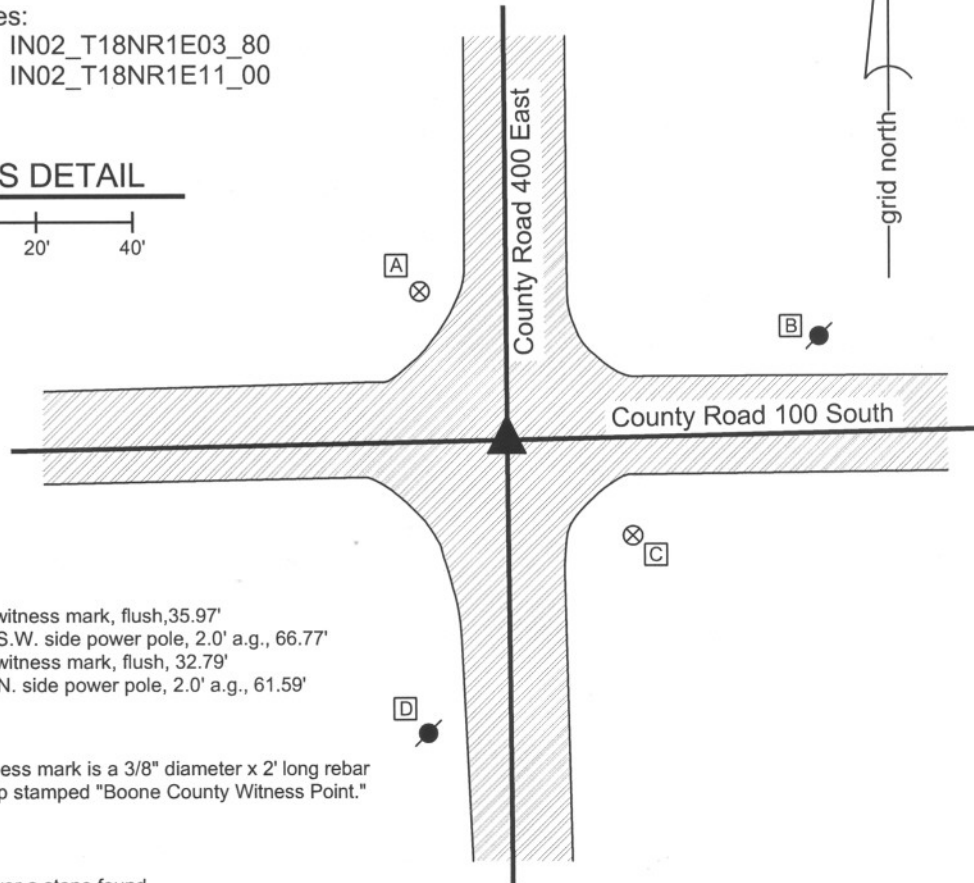 es:
IN02_T18NR1E03_80
IN02_T18NR1E11_00
S DETAIL
20' 40'
grid north
County Road 400 East
A
B
County Road 100 South
C
witness mark, flush,35.97'
S.W. side power pole, 2.0' a.g., 66.77'
witness mark, flush, 32.79'
N. side power pole, 2.0' a.g., 61.59'
D
ess mark is a 3/8" diameter x 2' long rebar
p stamped "Boone County Witness Point."